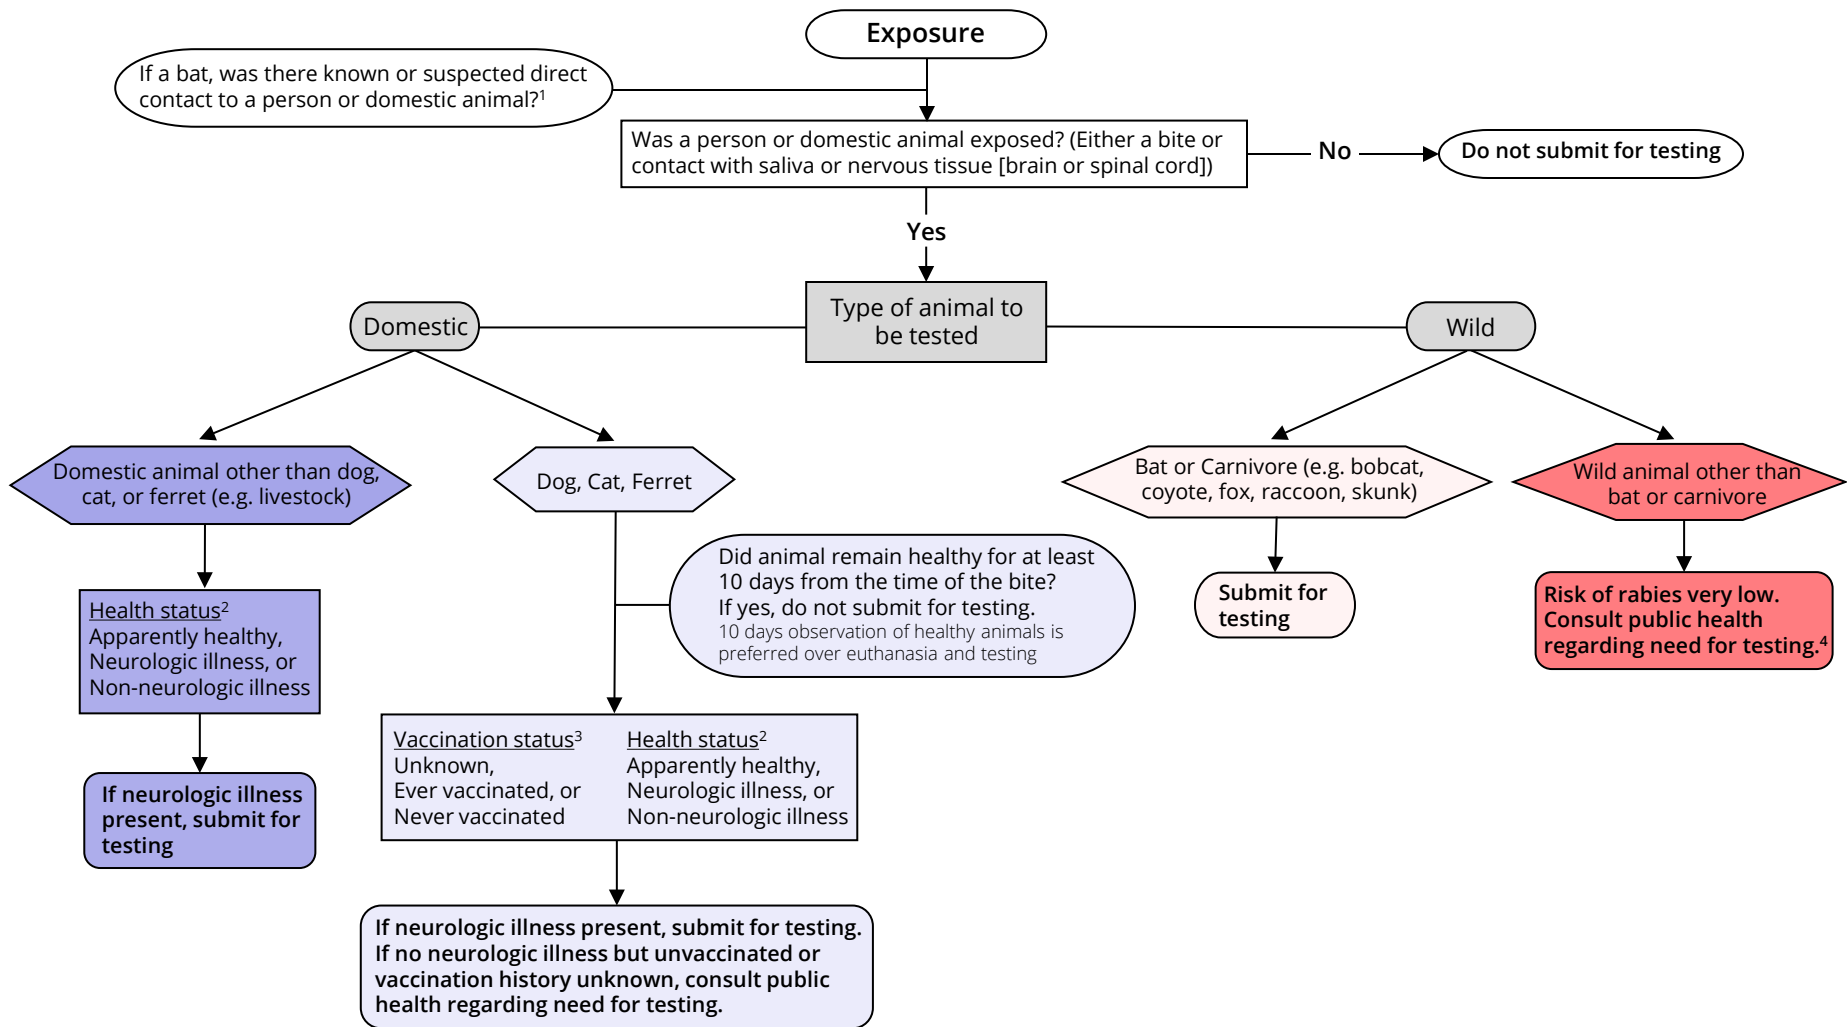 Exposure
If a bat, was there known or suspected direct
contact to a person or domestic animal?1
Was a person or domestic animal exposed? (Either a bite or
contact with saliva or nervous tissue [brain or spinal cord])
No
Do not submit for testing
Yes
Type of animal to
be tested
Domestic
Wild
Domestic animal other than dog,
cat, or ferret (e.g. livestock)
Dog, Cat, Ferret
Bat or Carnivore (e.g. bobcat,
coyote, fox, raccoon, skunk)
Wild animal other than
bat or carnivore
Did animal remain healthy for at least
10 days from the time of the bite?
If yes, do not submit for testing.
10 days observation of healthy animals is
preferred over euthanasia and testing
Submit for
testing
Risk of rabies very low.
Consult public health
regarding need for testing.4
Health status2
Apparently healthy,
Neurologic illness, or
Non-neurologic illness
Vaccination status3
Unknown,
Ever vaccinated, or
Never vaccinated
Health status2
Apparently healthy,
Neurologic illness, or
Non-neurologic illness
If neurologic illness
present, submit for
testing
If neurologic illness present, submit for testing.
If no neurologic illness but unvaccinated or
vaccination history unknown, consult public
health regarding need for testing.